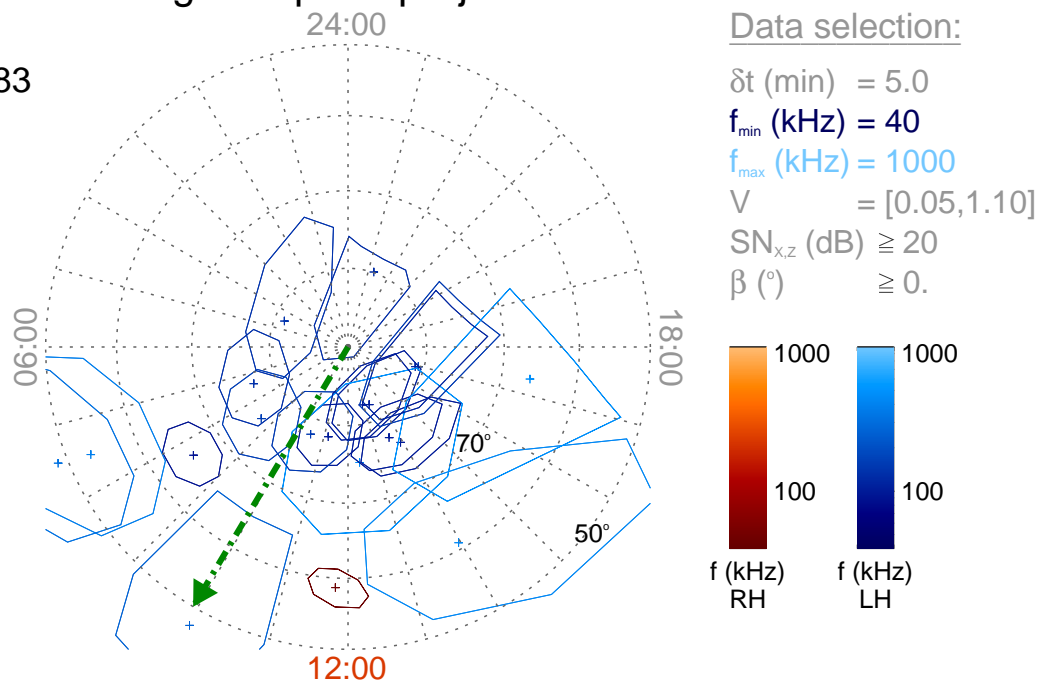 24:00
83
06:00
18:00
70°
50°
12:00
Data selection:
δt (min) = 5.0
fmin (kHz) = 40
fmax (kHz) = 1000
V = [0.05,1.10]
SNX,Z (dB) ≧ 20
β (°) ≧ 0.
1000
1000
100
100
f (kHz)
RH
f (kHz)
LH